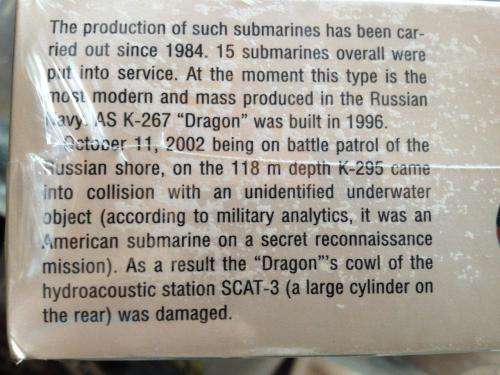 The production of such submarines has been car-
ried out since 1984. 15 submarines overall were
put into service. At the moment this type is the
most modern and mass produced in the Russian
Navy. AS K-267 “Dragon” was built in 1996.
October 11, 2002 being on battle patrol of the
Russian shore, on the 118 m depth K-295 came
into collision with an unidentified underwater
object (according to military analytics, it was an
American submarine on a secret reconnaissance
mission). As a result the “Dragon”'s cowl of the
hydroacoustic station SCAT-3 (a large cylinder on
the rear) was damaged.